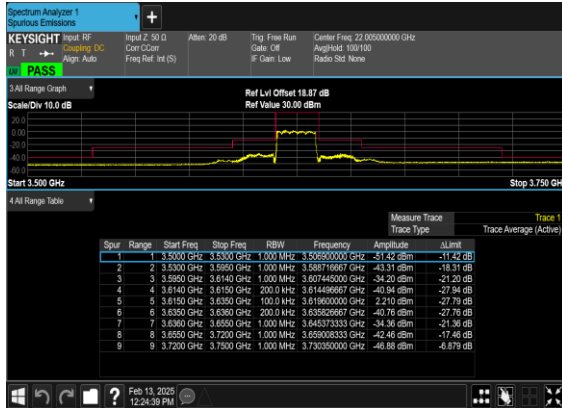 Spectrum Analyzer 1
Spurious Emissions
KEYSIGHT Input: RF Input Z: 50 Ω Atten: 20 dB Trig: Free Run Center Freq: 22.005000000 GHz
R T Coupling: DC Corr CCorr Gate: Off Avg|Hold: 100/100
Align: Auto Freq Ref: Int (S) IF Gain: Low Radio Std: None
PASS
3 All Range Graph
Ref Lvl Offset 18.87 dB
Scale/Div 10.0 dB Ref Value 30.00 dBm
20.0
0.00
-20.0
-40.0
-60.0
Start 3.500 GHz Stop 3.750 GH
4 All Range Table
Measure Trace Trace 1
Trace Type Trace Average (Active)
Spur Range Start Freq Stop Freq RBW Frequency Amplitude ΔLimit
1 1 3.5000 GHz 3.5300 GHz 1.000 MHz 3.506900000 GHz -51.42 dBm -11.42 dB
2 2 3.5300 GHz 3.5950 GHz 1.000 MHz 3.588716667 GHz -43.31 dBm -18.31 dB
3 3 3.5950 GHz 3.6140 GHz 1.000 MHz 3.607445000 GHz -34.20 dBm -21.20 dB
4 4 3.6140 GHz 3.6150 GHz 200.0 kHz 3.614496667 GHz -40.94 dBm -27.94 dB
5 5 3.6150 GHz 3.6350 GHz 100.0 kHz 3.619600000 GHz 2.210 dBm -27.79 dB
6 6 3.6350 GHz 3.6360 GHz 200.0 kHz 3.635826667 GHz -40.76 dBm -27.76 dB
7 7 3.6360 GHz 3.6550 GHz 1.000 MHz 3.645373333 GHz -34.36 dBm -21.36 dB
8 8 3.6550 GHz 3.7200 GHz 1.000 MHz 3.659008333 GHz -42.46 dBm -17.46 dB
9 9 3.7200 GHz 3.7500 GHz 1.000 MHz 3.730350000 GHz -46.88 dBm -6.879 dB
Feb 13, 2025
12:24:39 PM